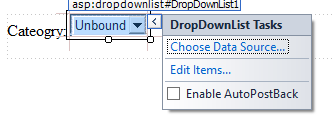 asp:dropdownlist#DropDownList1
Cateogry: Unbound
DropDownList Tasks
Choose Data Source...
Edit Items...
Enable AutoPostBack